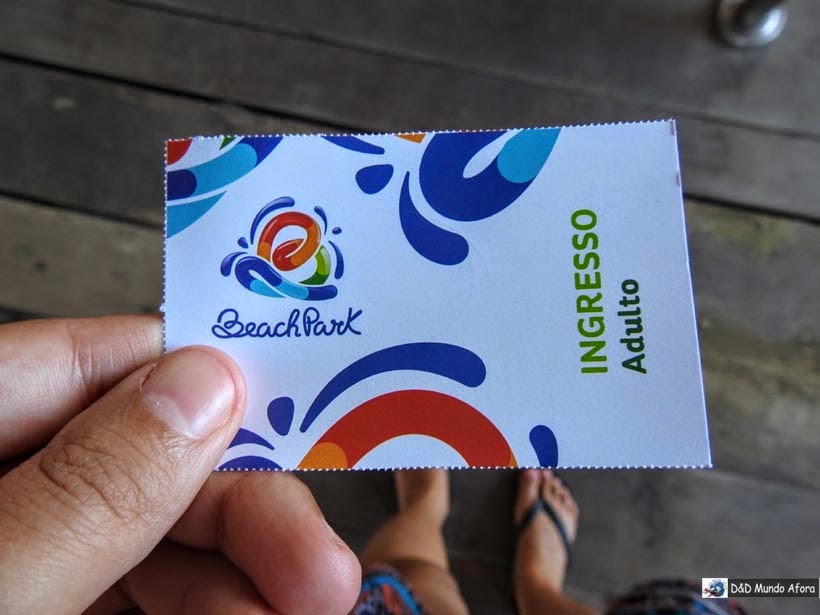 BeachPark
INGRESSO
Adulto
D&D Mundo Afora